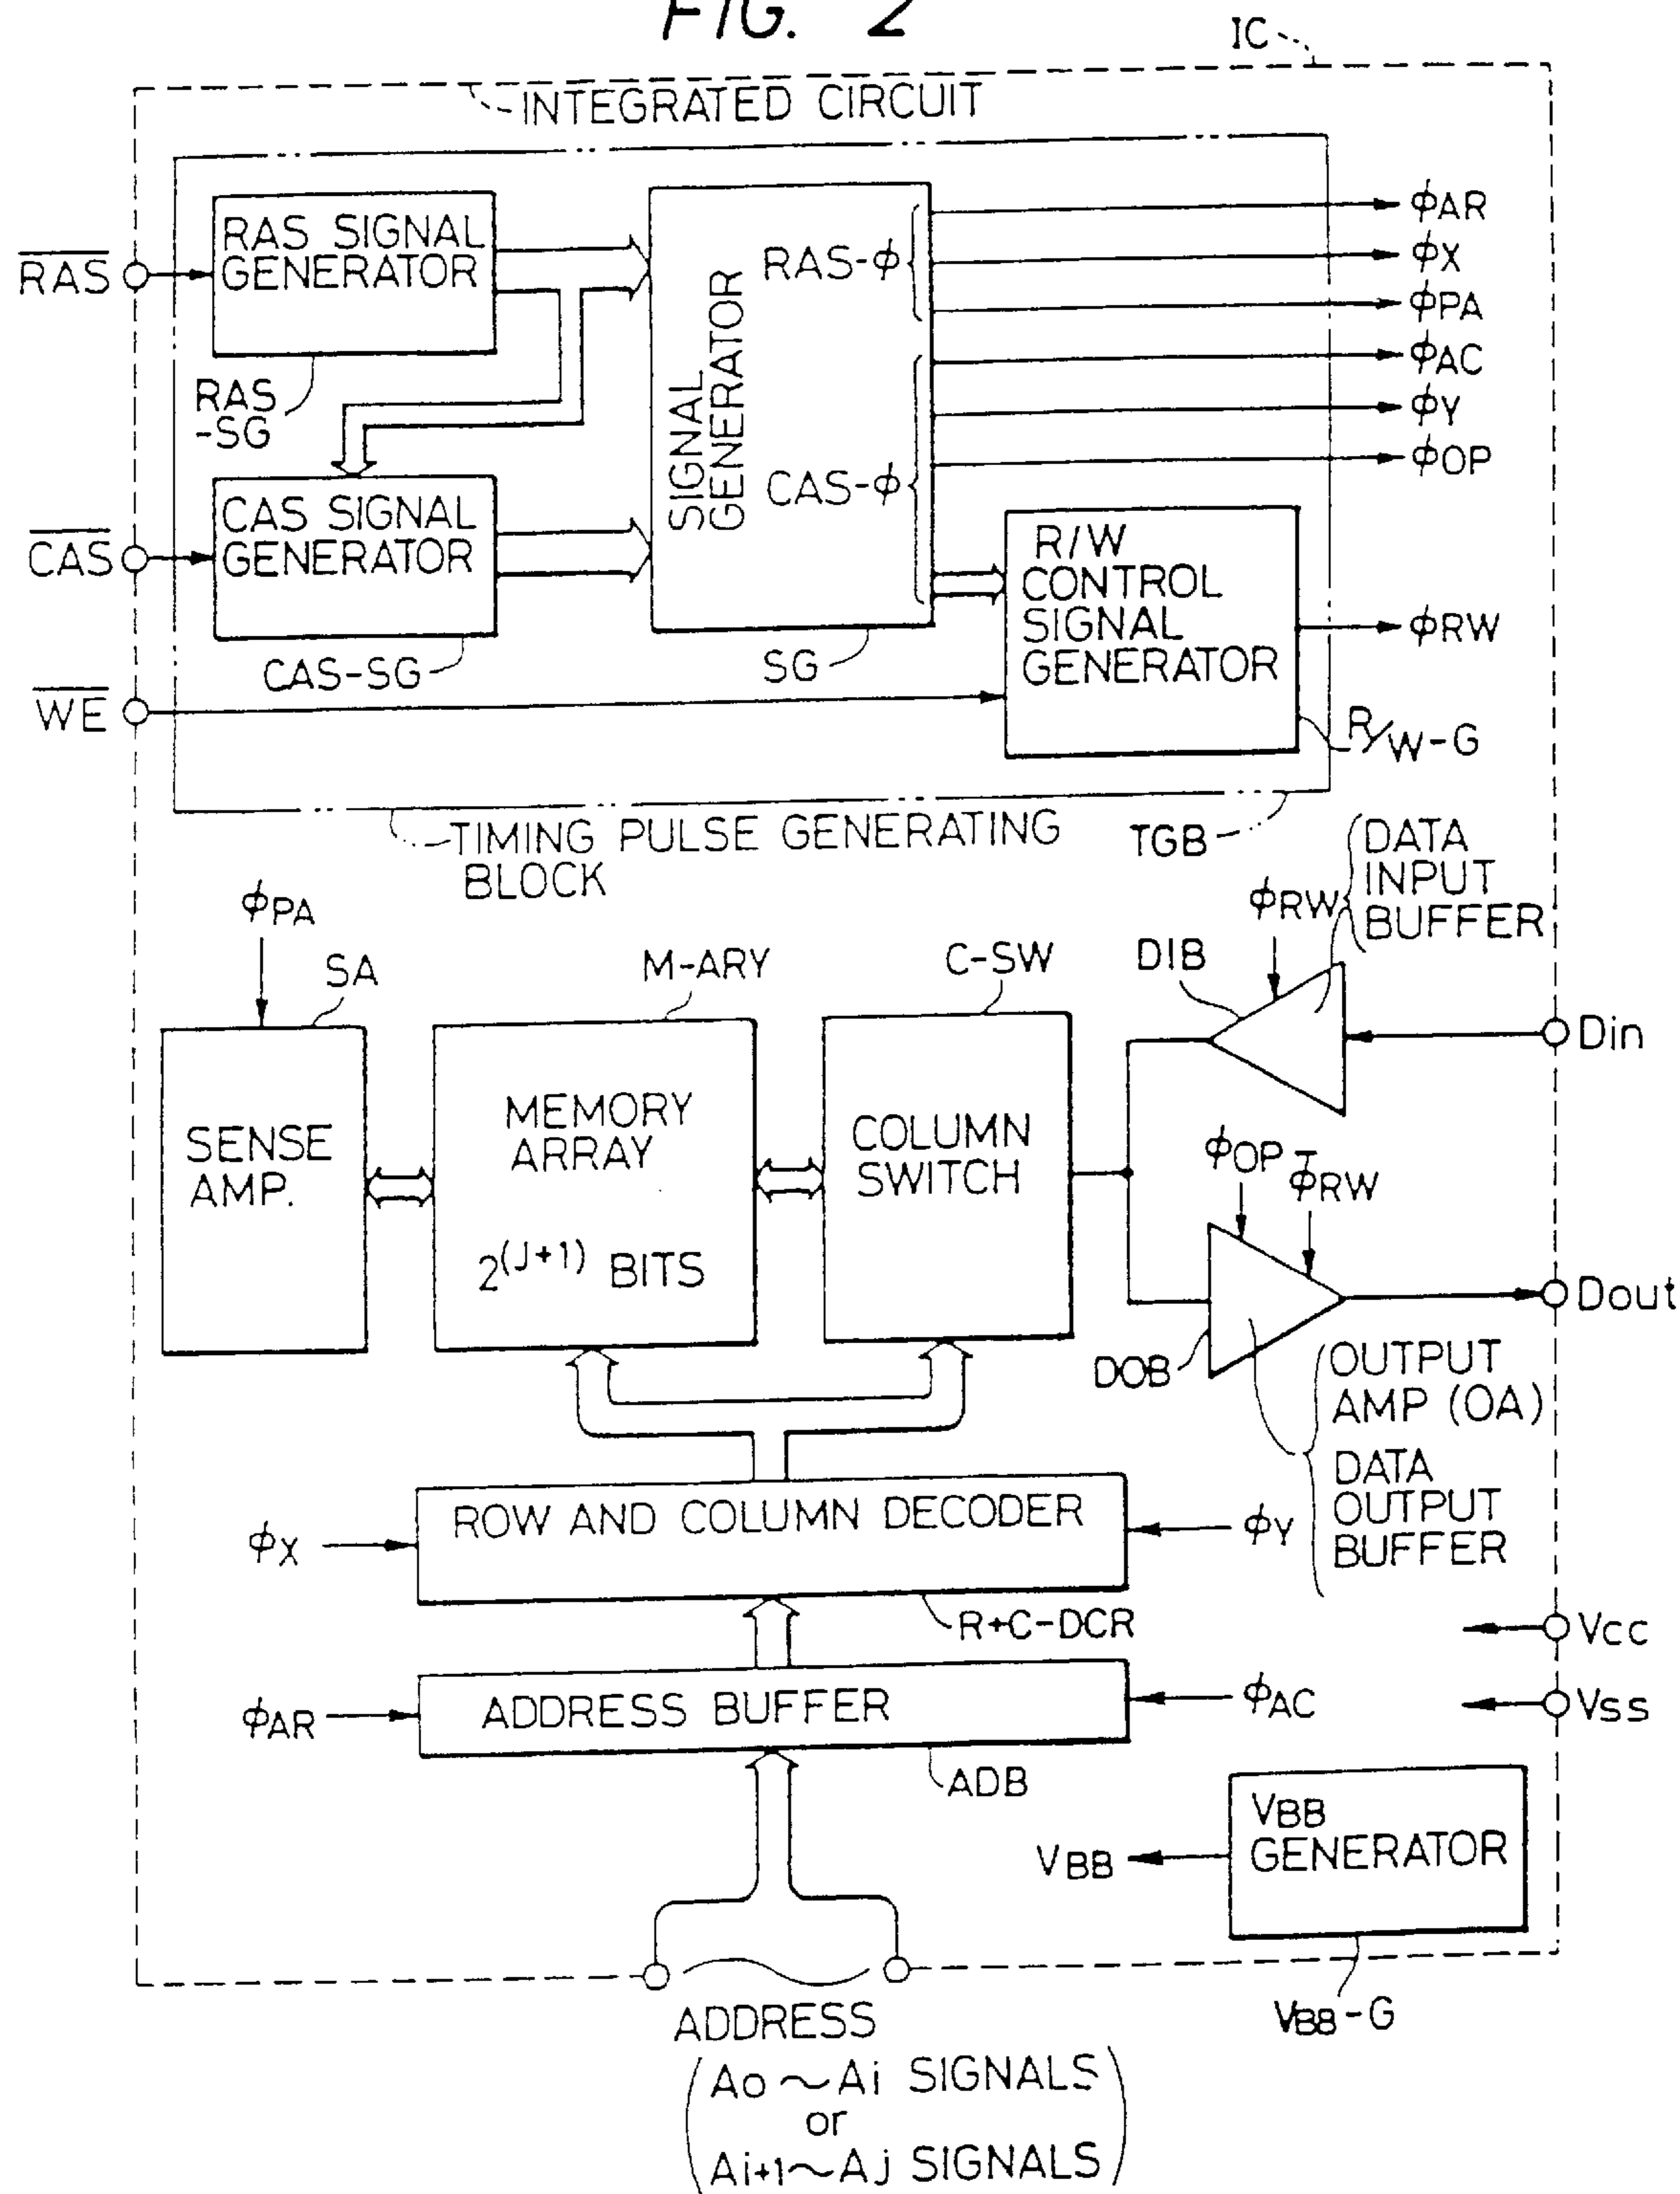 FIG. 2
IC
INTEGRATED CIRCUIT
RAS SIGNAL
GENERATOR
R̅A̅S̅
RAS
-SG
SIGNAL
GENERATOR
RAS-ϕ
CAS-ϕ
ϕAR
ϕX
ϕPA
ϕAC
ϕY
ϕOP
CAS SIGNAL
GENERATOR
C̅A̅S̅
CAS-SG
SG
R/W
CONTROL
SIGNAL
GENERATOR
ϕRW
W̅E̅
R/W-G
TIMING PULSE GENERATING
BLOCK
TGB
DATA
INPUT
BUFFER
ϕPA
ϕRW
SA
M-ARY
C-SW
DIB
Din
SENSE
AMP.
MEMORY
ARRAY
2(J+1) BITS
COLUMN
SWITCH
ϕOP
ϕ̅RW
Dout
DOB
OUTPUT
AMP (OA)
DATA
OUTPUT
BUFFER
ROW AND COLUMN DECODER
ϕX
ϕY
R+C-DCR
Vcc
ADDRESS BUFFER
ϕAR
ϕAC
Vss
ADB
VBB
GENERATOR
VBB
VBB-G
ADDRESS
(Ao~Ai SIGNALS
or
Ai+1~Aj SIGNALS)